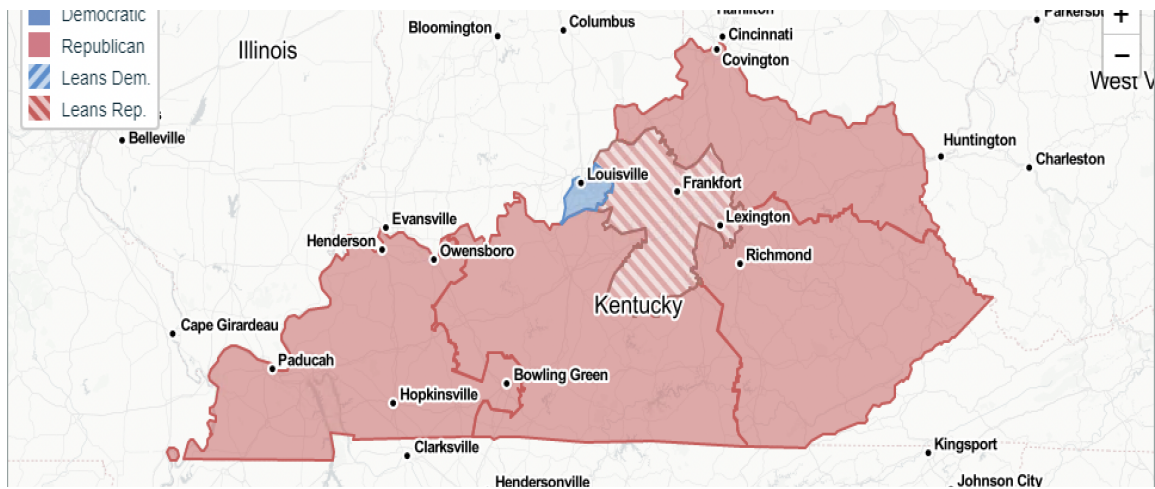 Democratic
Republican
Leans Dem.
Leans Rep.
Illinois
Bloomington
Columbus
Hamilton
Cincinnati
Covington
+
−
West V
Belleville
Huntington
Charleston
Louisville
Frankfort
Lexington
Richmond
Evansville
Henderson
Owensboro
Kentucky
Cape Girardeau
Paducah
Bowling Green
Hopkinsville
Clarksville
Kingsport
Hendersonville
Johnson City